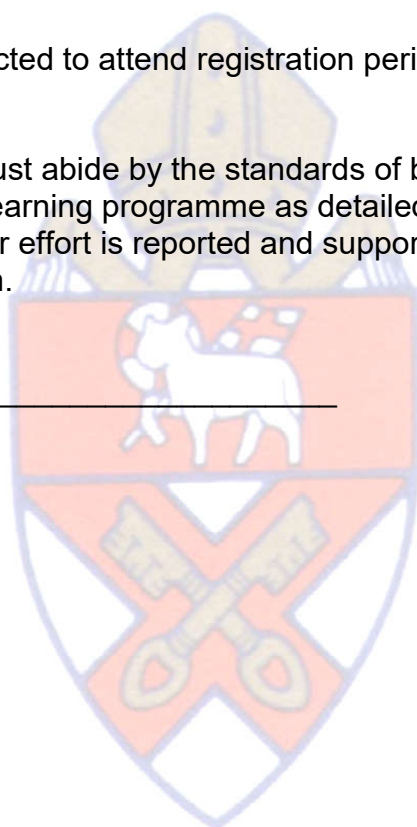 cted to attend registration peri
ust abide by the standards of b
earning programme as detailed
r effort is reported and suppor
.